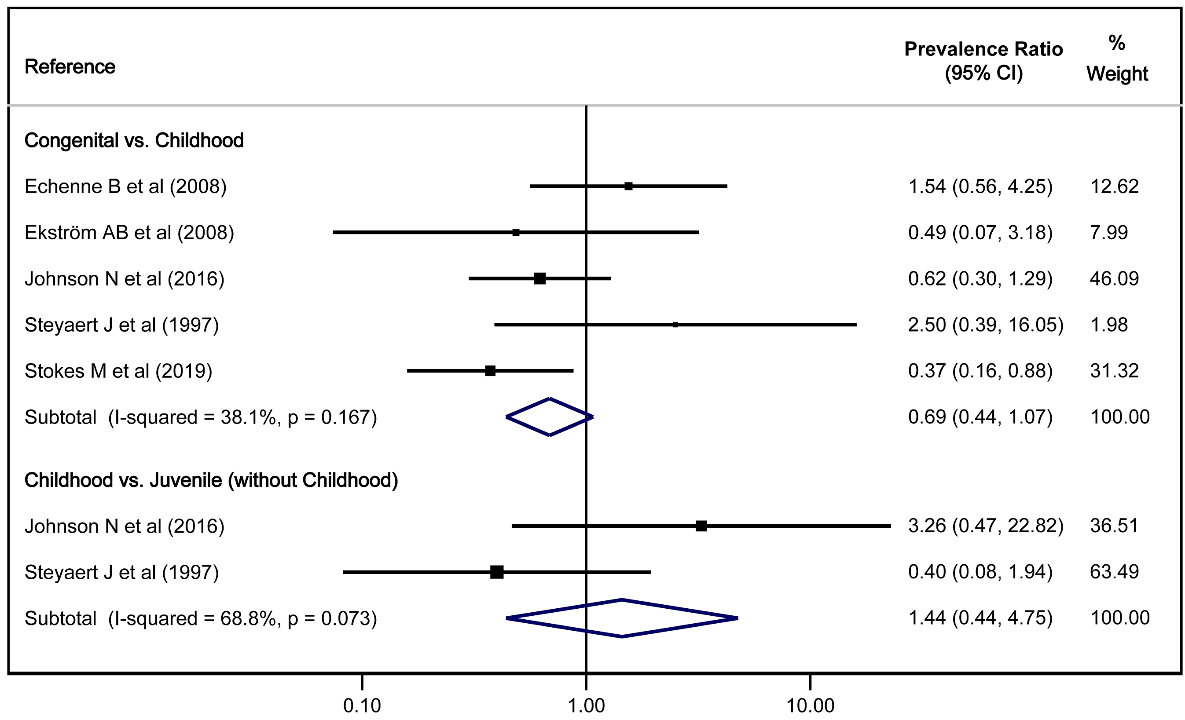 Reference Prevalence Ratio (95% CI) % Weight
Congenital vs. Childhood
Echenne B et al (2008) 1.54 (0.56, 4.25) 12.62
Ekström AB et al (2008) 0.49 (0.07, 3.18) 7.99
Johnson N et al (2016) 0.62 (0.30, 1.29) 46.09
Steyaert J et al (1997) 2.50 (0.39, 16.05) 1.98
Stokes M et al (2019) 0.37 (0.16, 0.88) 31.32
Subtotal (I-squared = 38.1%, p = 0.167) 0.69 (0.44, 1.07) 100.00
Childhood vs. Juvenile (without Childhood)
Johnson N et al (2016) 3.26 (0.47, 22.82) 36.51
Steyaert J et al (1997) 0.40 (0.08, 1.94) 63.49
Subtotal (I-squared = 68.8%, p = 0.073) 1.44 (0.44, 4.75) 100.00
0.10 1.00 10.00